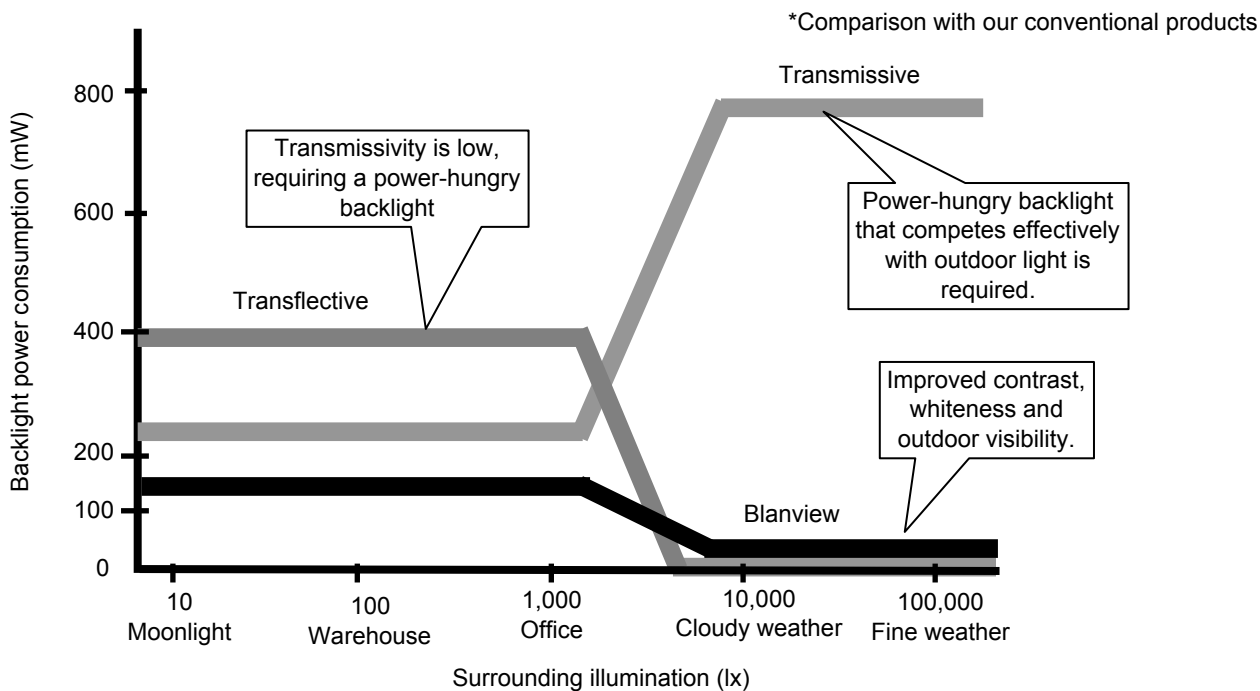 *Comparison with our conventional products
Transmissive
Transmissivity is low,
requiring a power-hungry
backlight
Power-hungry backlight
that competes effectively
with outdoor light is
required.
Transflective
Improved contrast,
whiteness and
outdoor visibility.
Blanview
Backlight power consumption (mW)
800
600
400
200
100
0
10
Moonlight
100
Warehouse
1,000
Office
10,000
Cloudy weather
100,000
Fine weather
Surrounding illumination (lx)